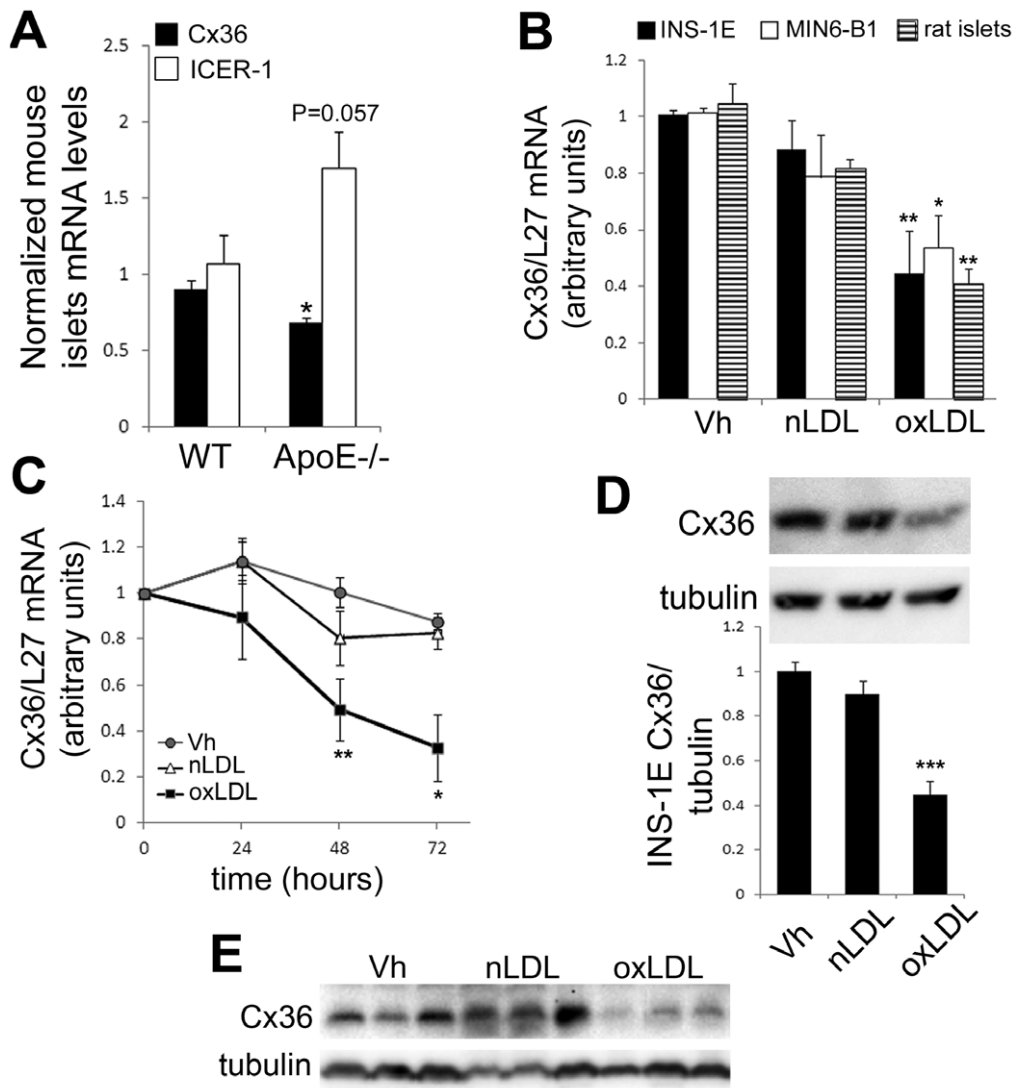 A
Cx36
ICER-1
Normalized mouse
islets mRNA levels
2.5
2
1.5
1
0.5
0
P=0.057
*
WT ApoE-/-
B
INS-1E MIN6-B1 rat islets
Cx36/L27 mRNA
(arbitrary units)
1.2
1
0.8
0.6
0.4
0.2
0
** * **
Vh nLDL oxLDL
C
Cx36/L27 mRNA
(arbitrary units)
1.4
1.2
1
0.8
0.6
0.4
0.2
0
Vh
nLDL
oxLDL
**
*
0 24 48 72
time (hours)
D
Cx36
tubulin
INS-1E Cx36/
tubulin
1.2
1
0.8
0.6
0.4
0.2
0
***
Vh nLDL oxLDL
E
Vh nLDL oxLDL
Cx36
tubulin